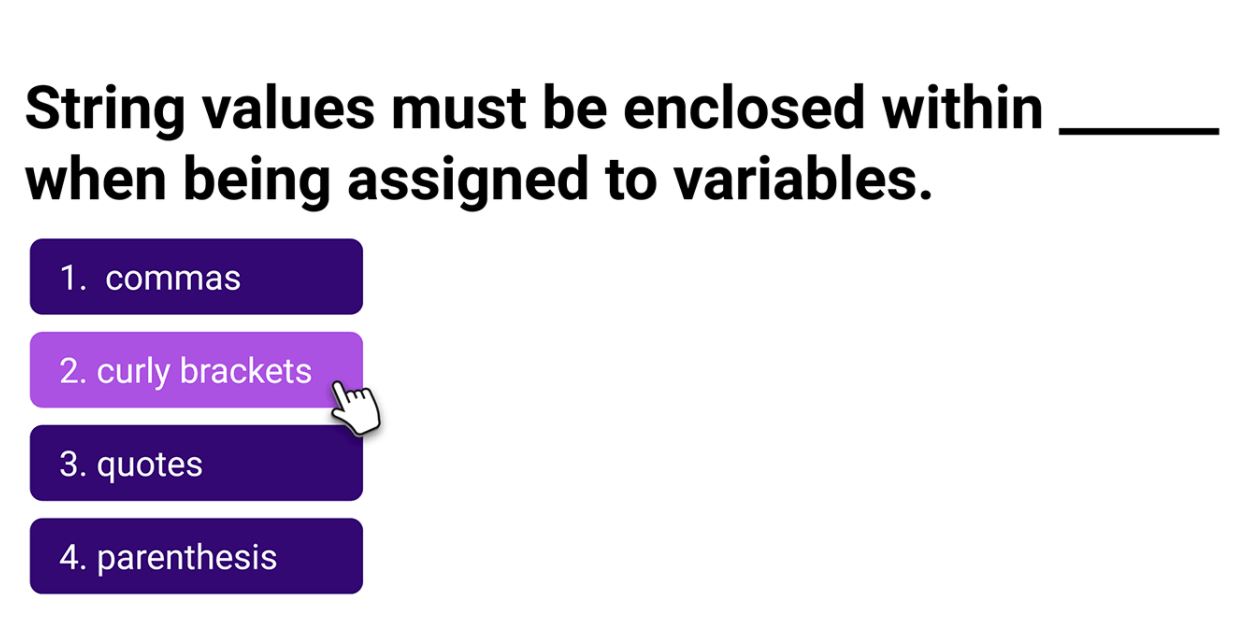 String values must be enclosed within ______
when being assigned to variables.
1. commas
2. curly brackets
3. quotes
4. parenthesis